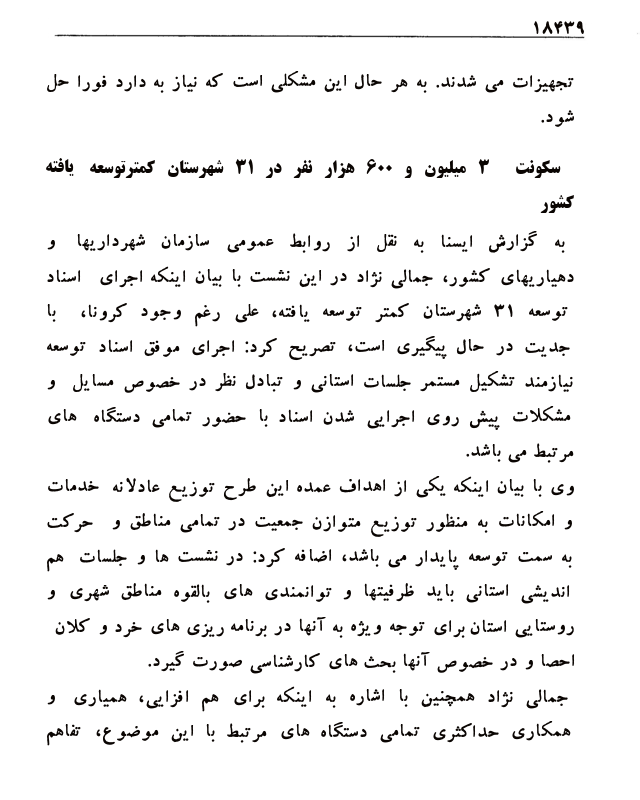 ۱۸۴۳۹
تجهیزات می شدند. به هر حال این مشکلی است که نیاز به دارد فورا حل
شود.
سکونت ۳ میلیون و ۶۰۰ هزار نفر در ۳۱ شهرستان کمترتوسعه یافته
کشور
به گزارش ایسنا به نقل از روابط عمومی سازمان شهرداریها و
دهیاریهای کشور، جمالی نژاد در این نشست با بیان اینکه اجرای اسناد
توسعه ۳۱ شهرستان کمتر توسعه یافته، علی رغم وجود کرونا، با
جدیت در حال پیگیری است، تصریح کرد: اجرای موفق اسناد توسعه
نیازمند تشکیل مستمر جلسات استانی و تبادل نظر در خصوص مسایل و
مشکلات پیش روی اجرایی شدن اسناد با حضور تمامی دستگاه های
مرتبط می باشد.
وی با بیان اینکه یکی از اهداف عمده این طرح توزیع عادلانه خدمات
و امکانات به منظور توزیع متوازن جمعیت در تمامی مناطق و حرکت
به سمت توسعه پایدار می باشد، اضافه کرد: در نشست ها و جلسات هم
اندیشی استانی باید ظرفیتها و توانمندی های بالقوه مناطق شهری و
روستایی استان برای توجه ویژه به آنها در برنامه ریزی های خرد و کلان
احصا و در خصوص آنها بحث های کارشناسی صورت گیرد.
جمالی نژاد همچنین با اشاره به اینکه برای هم افزایی، همیاری و
همکاری حداکثری تمامی دستگاه های مرتبط با این موضوع، تفاهم